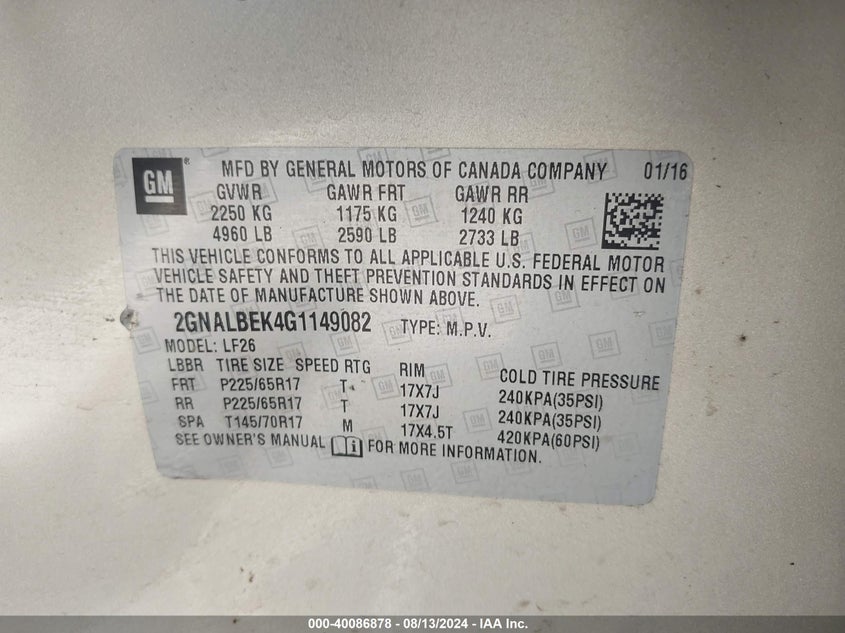 GM® MFD BY GENERAL MOTORS OF CANADA COMPANY 01/16
GVWR GAWR FRT GAWR RR
2250 KG 1175 KG 1240 KG
4960 LB 2590 LB 2733 LB
THIS VEHICLE CONFORMS TO ALL APPLICABLE U.S. FEDERAL MOTOR
VEHICLE SAFETY AND THEFT PREVENTION STANDARDS IN EFFECT ON
THE DATE OF MANUFACTURE SHOWN ABOVE.
2GNALBEK4G1149082 TYPE: M.P.V.
MODEL: LF26
LBBR TIRE SIZE SPEED RTG RIM COLD TIRE PRESSURE
FRT P225/65R17 T 17X7J 240KPA(35PSI)
RR P225/65R17 T 17X7J 240KPA(35PSI)
SPA T145/70R17 M 17X4.5T 420KPA(60PSI)
SEE OWNER'S MANUAL i FOR MORE INFORMATION.
000-40086878 - 08/13/2024 - IAA Inc.